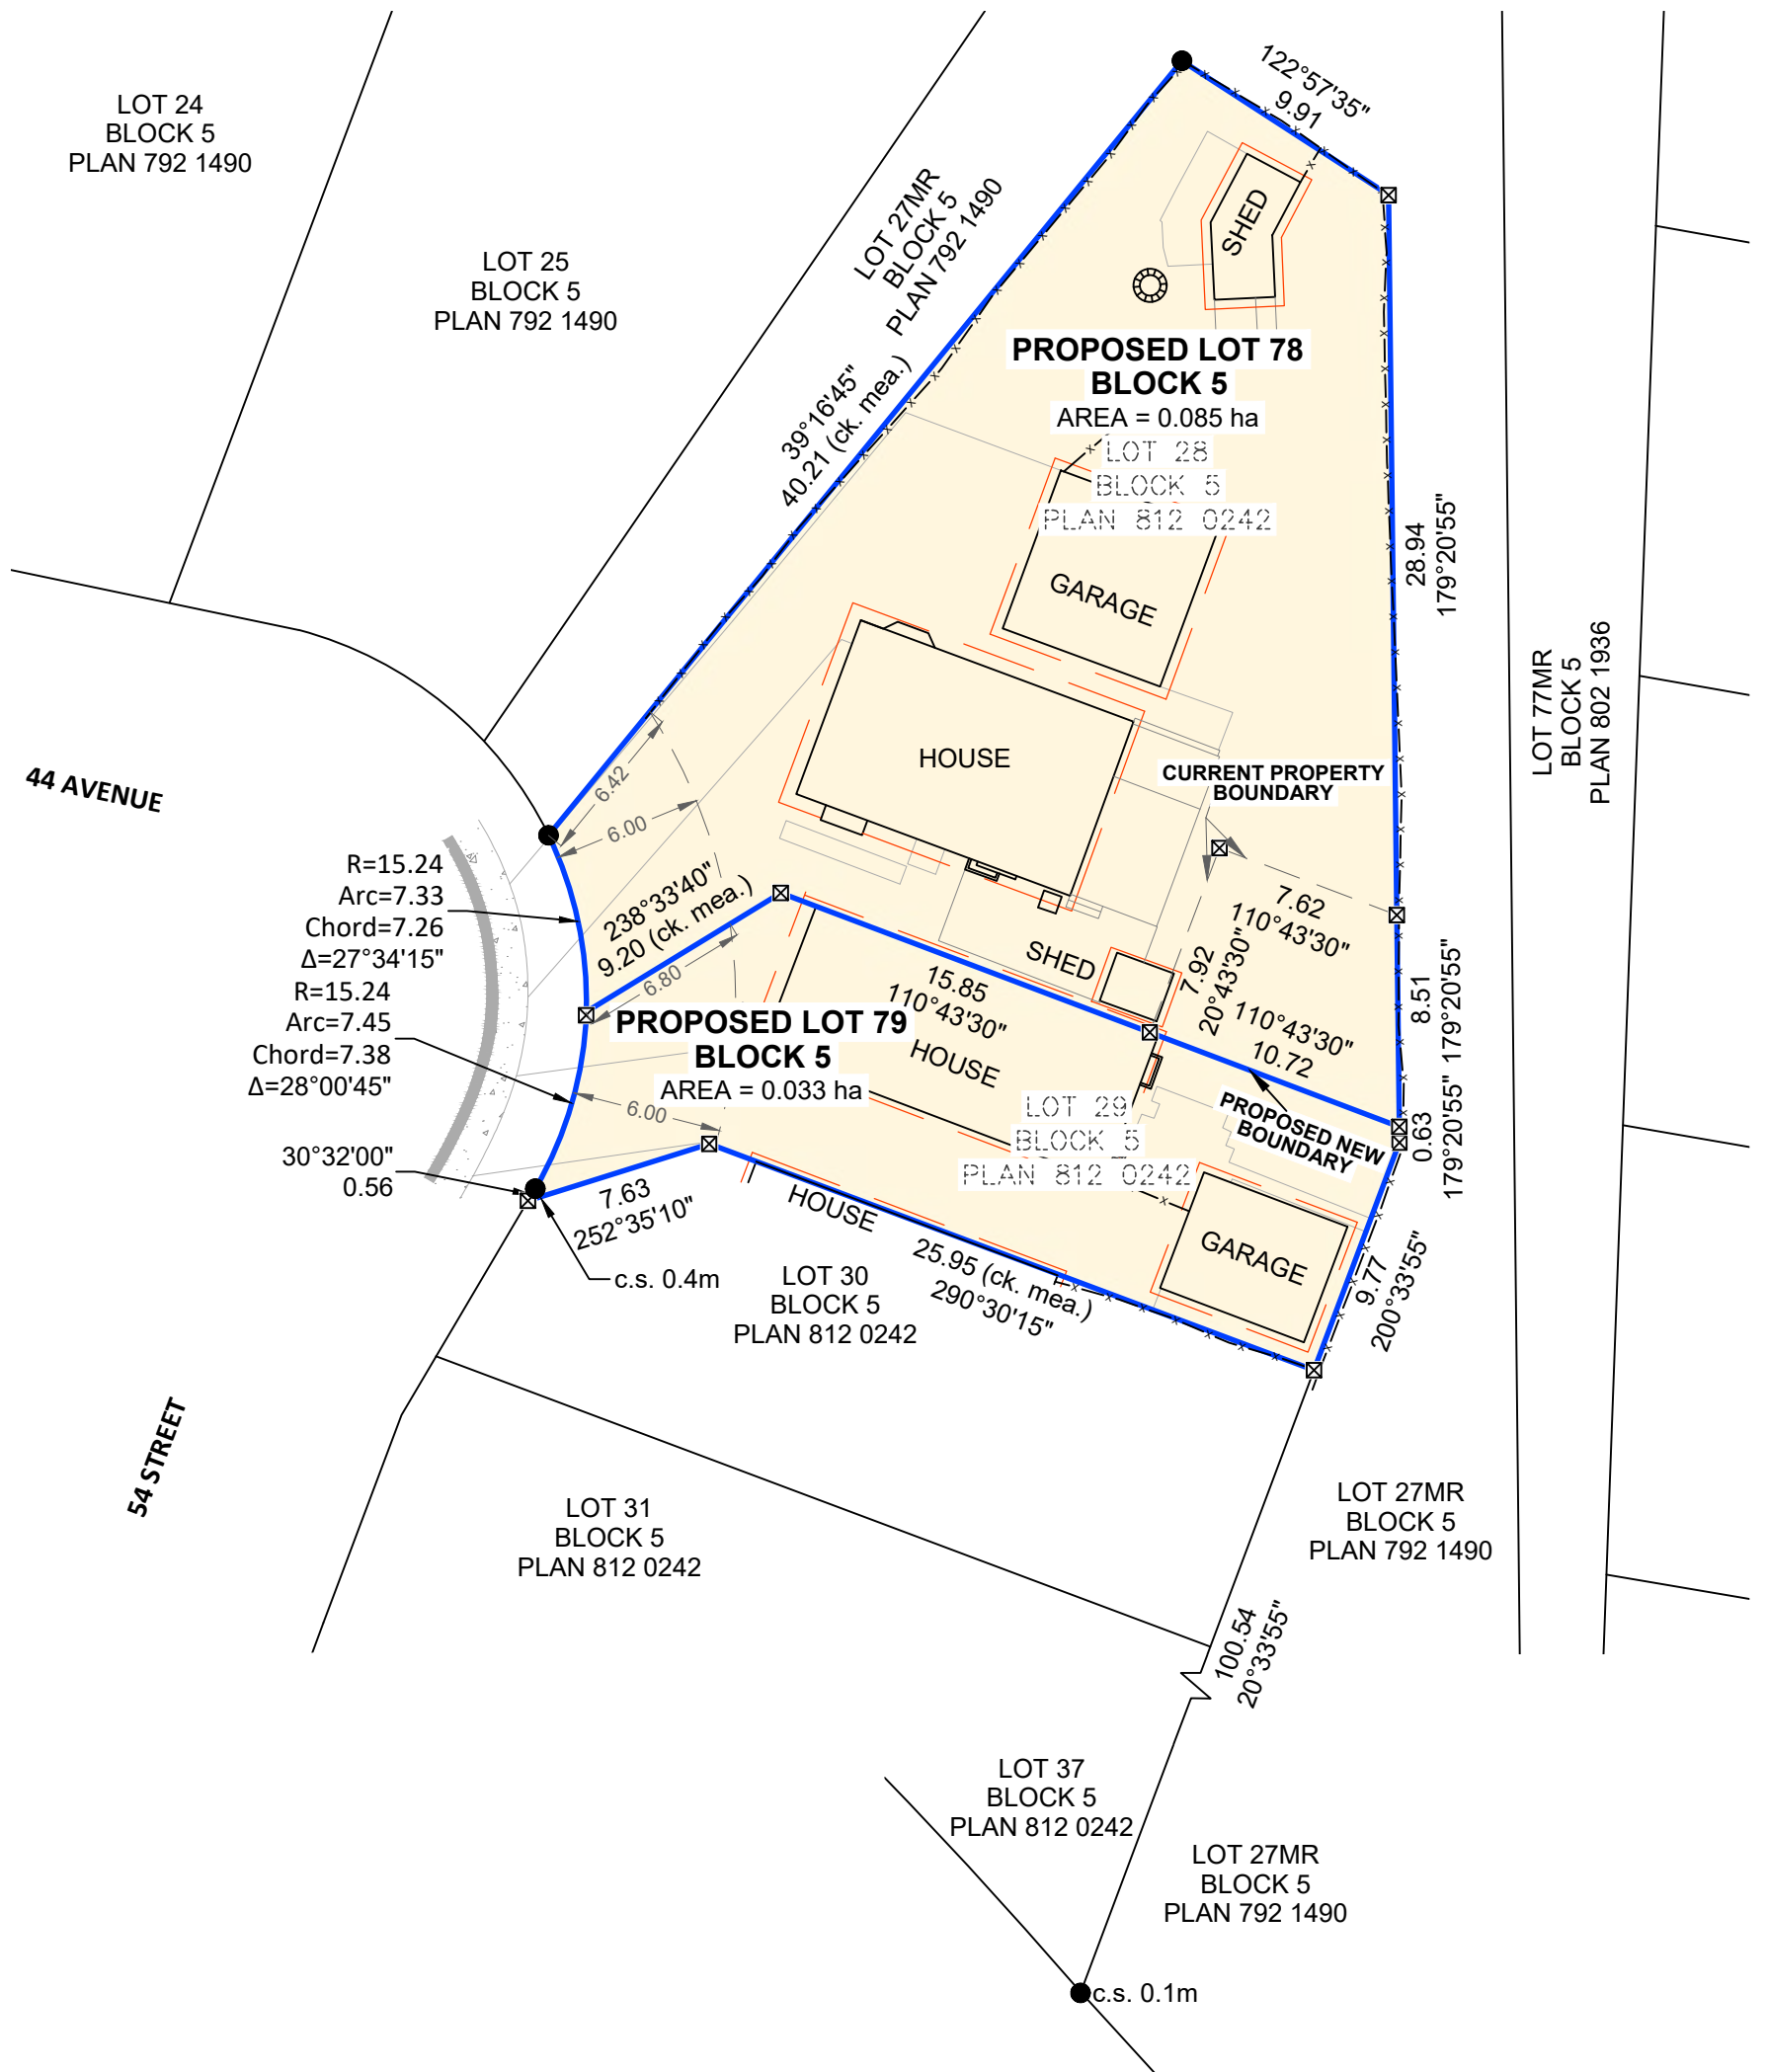 122°57'35"
9.91
LOT 24
BLOCK 5
PLAN 792 1490
LOT 27MR
BLOCK 5
PLAN 792 1490
SHED
LOT 25
BLOCK 5
PLAN 792 1490
PROPOSED LOT 78
BLOCK 5
AREA = 0.085 ha
LOT 28
BLOCK 5
PLAN 812 0242
39°16'45"
40.21 (ck. mea.)
28.94
179°20'55"
GARAGE
LOT 77MR
BLOCK 5
PLAN 802 1936
HOUSE
44 AVENUE
6.42
6.00
CURRENT PROPERTY
BOUNDARY
R=15.24
Arc=7.33
Chord=7.26
Δ=27°34'15"
238°33'40"
9.20 (ck. mea.)
6.80
7.62
110°43'30"
SHED
7.92
20°43'30"
15.85
110°43'30"
8.51
179°20'55"
110°43'30"
10.72
R=15.24
Arc=7.45
Chord=7.38
Δ=28°00'45"
PROPOSED LOT 79
BLOCK 5
AREA = 0.033 ha
HOUSE
6.00
LOT 29
BLOCK 5
PLAN 812 0242
PROPOSED NEW
BOUNDARY
0.63
179°20'55"
30°32'00"
0.56
7.63
252°35'10"
HOUSE
c.s. 0.4m
GARAGE
9.77
200°33'55"
25.95 (ck. mea.)
290°30'15"
LOT 30
BLOCK 5
PLAN 812 0242
54 STREET
LOT 31
BLOCK 5
PLAN 812 0242
LOT 27MR
BLOCK 5
PLAN 792 1490
100.54
20°33'55"
LOT 37
BLOCK 5
PLAN 812 0242
LOT 27MR
BLOCK 5
PLAN 792 1490
c.s. 0.1m